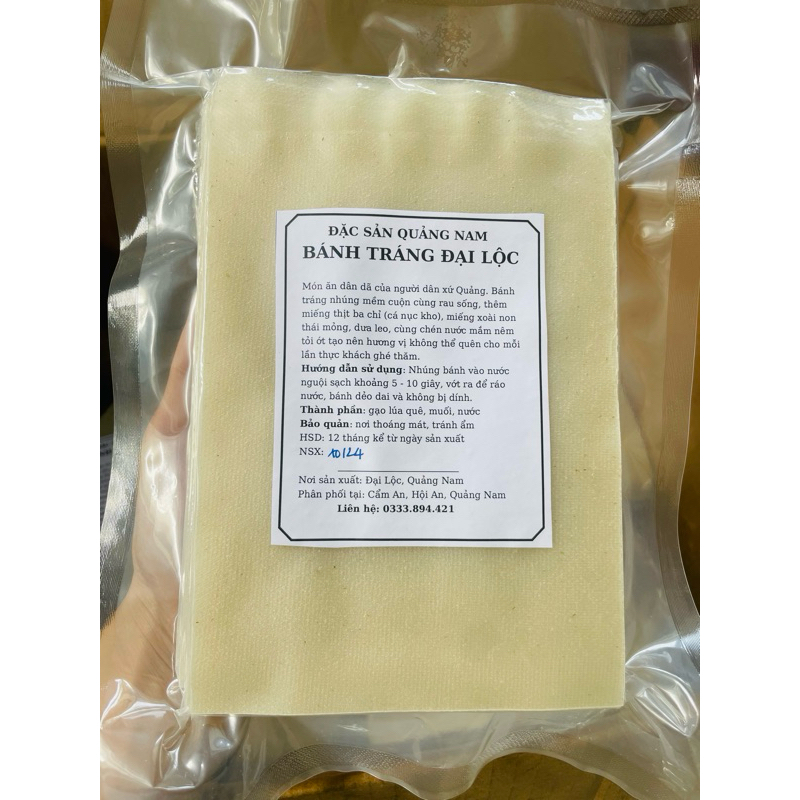 ĐẶC SẢN QUẢNG NAM
BÁNH TRÁNG ĐẠI LỘC
Món ăn dân dã của người dân xứ Quảng. Bánh
tráng nhúng mềm cuộn cùng rau sống, thêm
miếng thịt ba chỉ (cá nục kho), miếng xoài non
thái mỏng, dưa leo, cùng chén nước mắm nêm
tỏi ớt tạo nên hương vị không thể quên cho mỗi
lần thực khách ghé thăm.
Hướng dẫn sử dụng: Nhúng bánh vào nước
nguội sạch khoảng 5 - 10 giây, vớt ra để ráo
nước, bánh dẻo dai và không bị dính.
Thành phần: gạo lúa quê, muối, nước
Bảo quản: nơi thoáng mát, tránh ẩm
HSD: 12 tháng kể từ ngày sản xuất
NSX: 10/24
Nơi sản xuất: Đại Lộc, Quảng Nam
Phân phối tại: Cẩm An, Hội An, Quảng Nam
Liên hệ: 0333.894.421